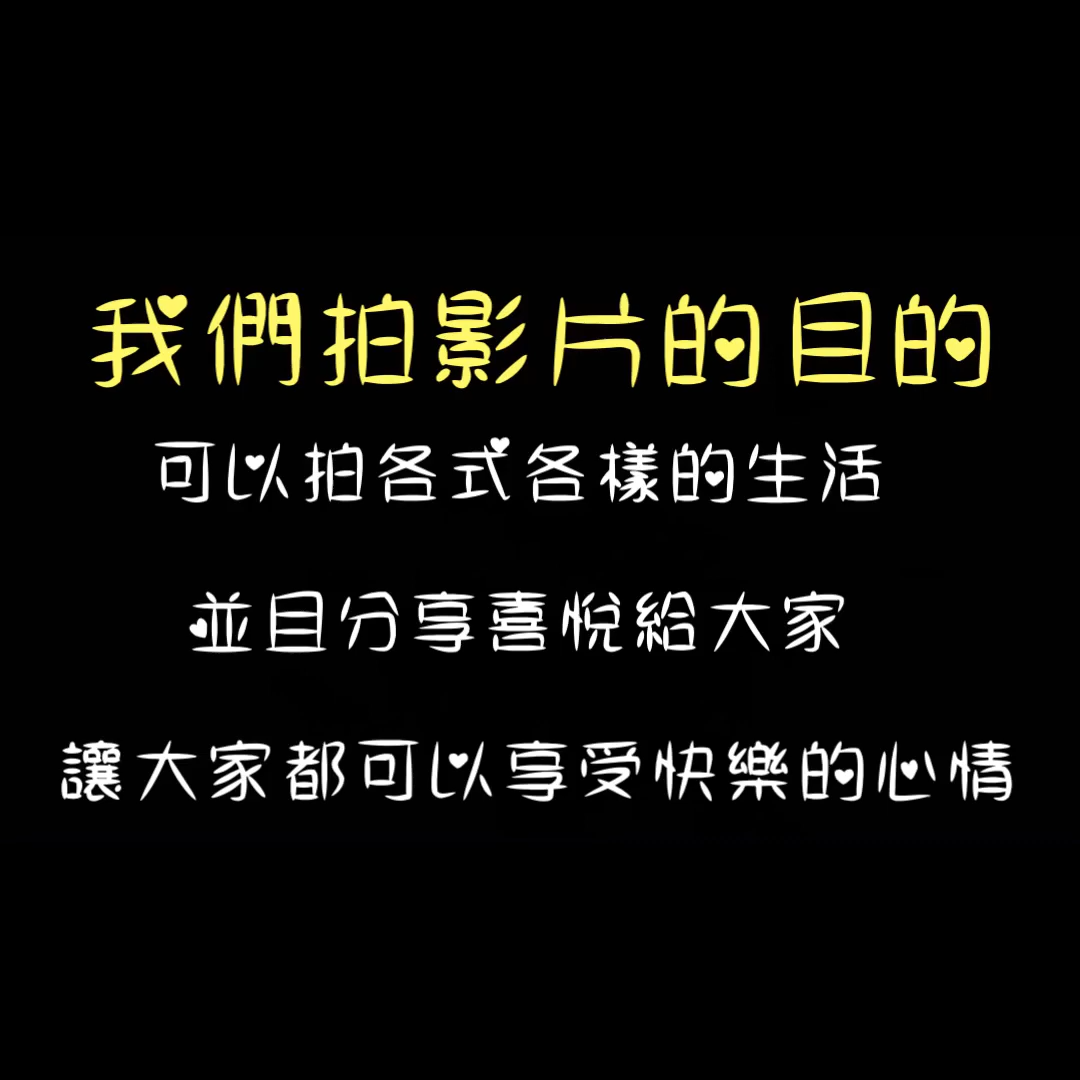 我們拍影片的目的
可以拍各式各樣的生活
並且分享喜悅給大家
讓大家都可以享受快樂的心情